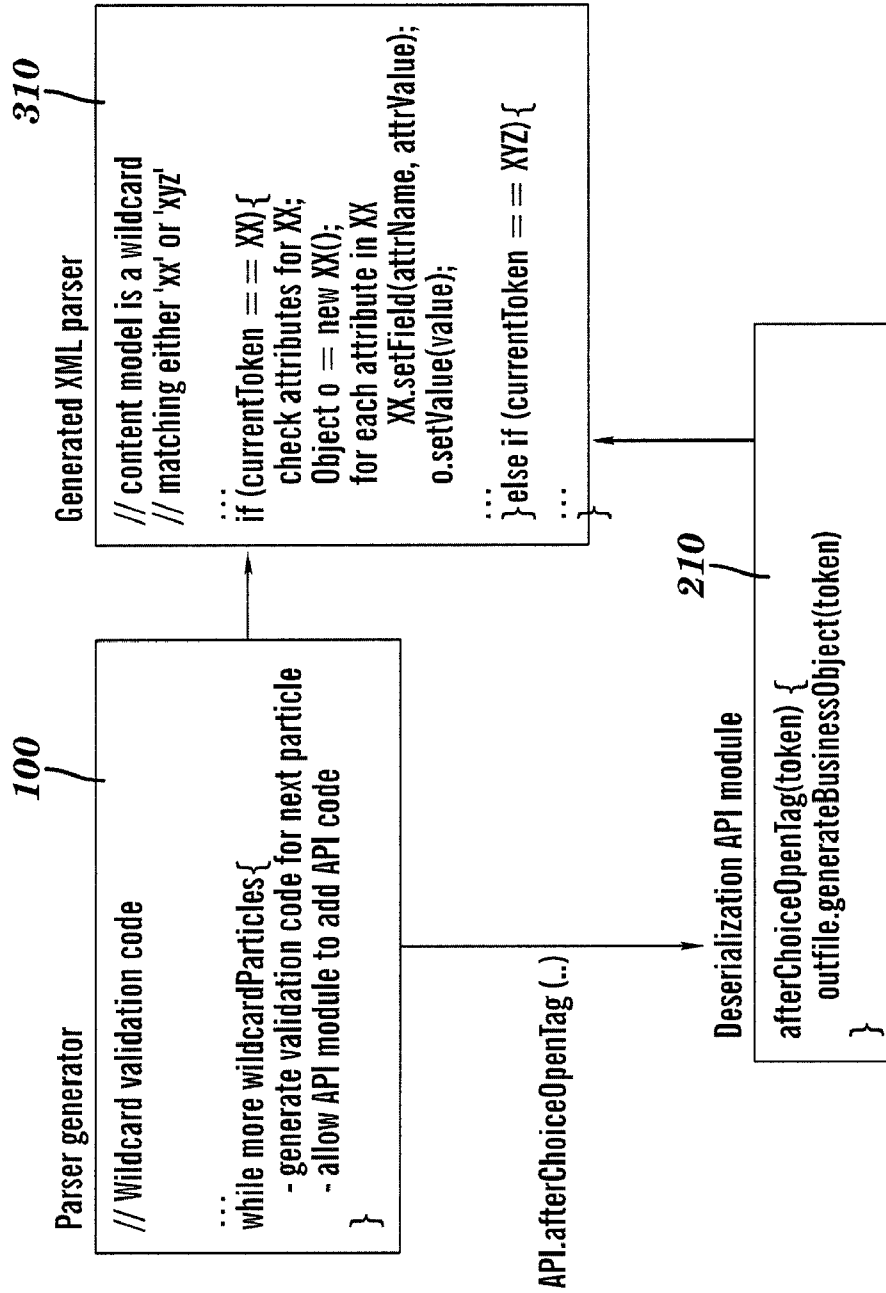 Parser generator
100
// Wildcard validation code
...
while more wildcardParticles{
- generate validation code for next particle
- allow API module to add API code
}
API.afterChoiceOpenTag (..)
Deserialization API module
210
afterChoiceOpenTag(token) {
outfile.generateBusinessObject(token)
}
Generated XML parser
310
// content model is a wildcard
// matching either 'xx' or 'xyz'
...
if (currentToken == XX){
check attributes for XX;
Object o = new XX();
for each attribute in XX
XX.setField(attrName, attrValue);
o.setValue(value);
...
}else if (currentToken == XYZ){
...
}